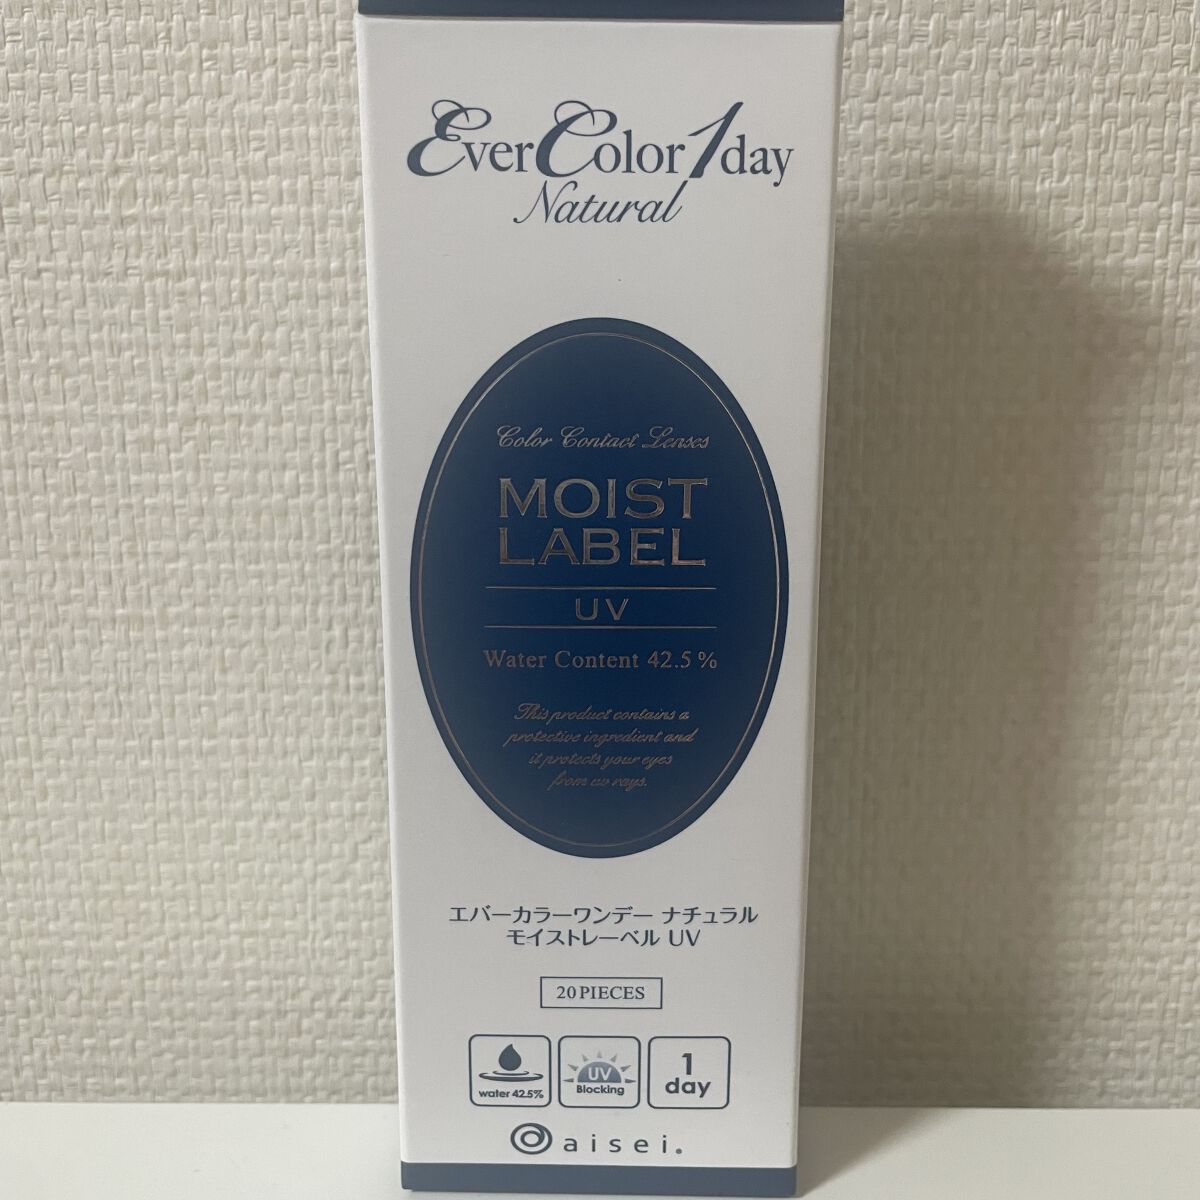 EverColor1day
Natural
Color Contact Lenses
MOIST
LABEL
UV
Water Content 42.5%
This product contains a
protective ingredient and
it protects your eyes
from uv rays.
エバーカラーワンデー ナチュラル
モイストレーベル UV
20PIECES
water 42.5%
UV
Blocking
1
day
aisei.